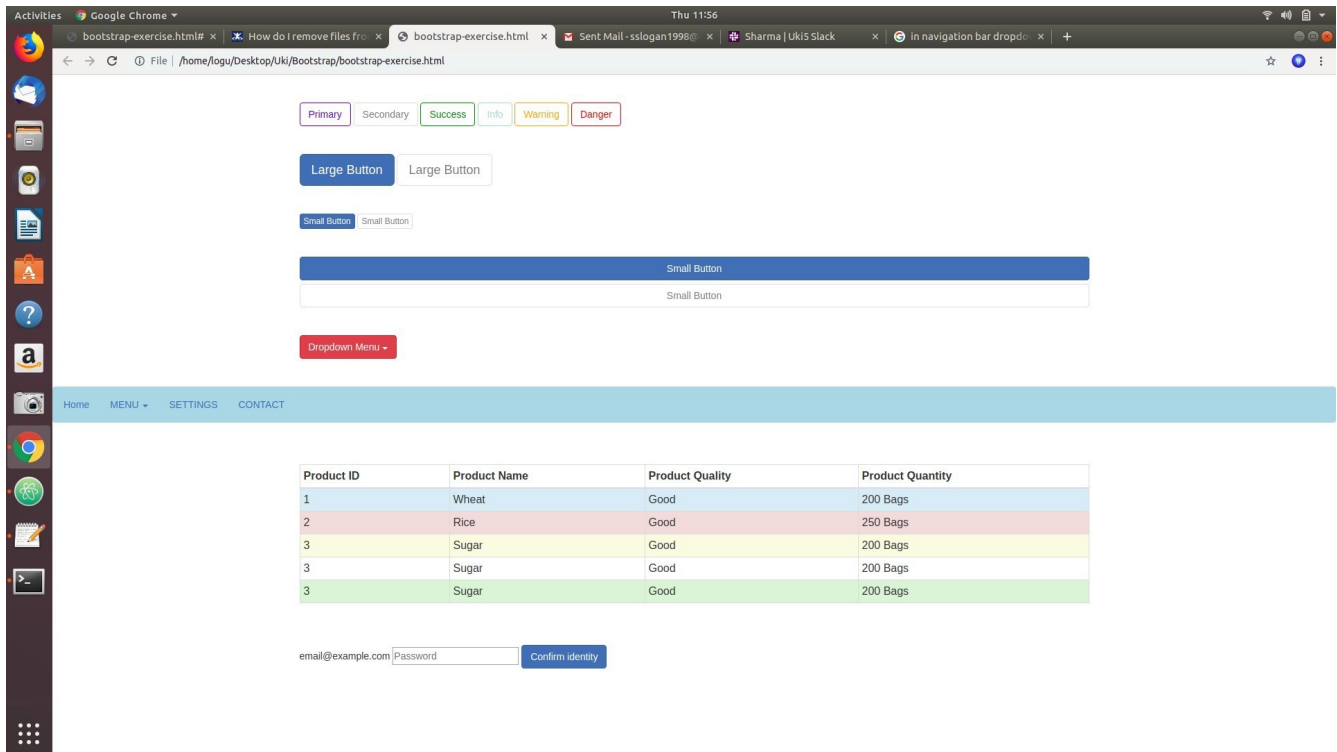 Activities Google Chrome Thu 11:56
bootstrap-exercise.html# How do I remove files fro bootstrap-exercise.html Sent Mail - sslogan1998@ Sharma | Uki5 Slack in navigation bar dropdo
File /home/logu/Desktop/Uki/Bootstrap/bootstrap-exercise.html
Primary Secondary Success Info Warning Danger
Large Button Large Button
Small Button Small Button
Small Button
Small Button
Dropdown Menu
Home MENU SETTINGS CONTACT
Product ID Product Name Product Quality Product Quantity
1 Wheat Good 200 Bags
2 Rice Good 250 Bags
3 Sugar Good 200 Bags
3 Sugar Good 200 Bags
3 Sugar Good 200 Bags
email@example.com Password Confirm identity